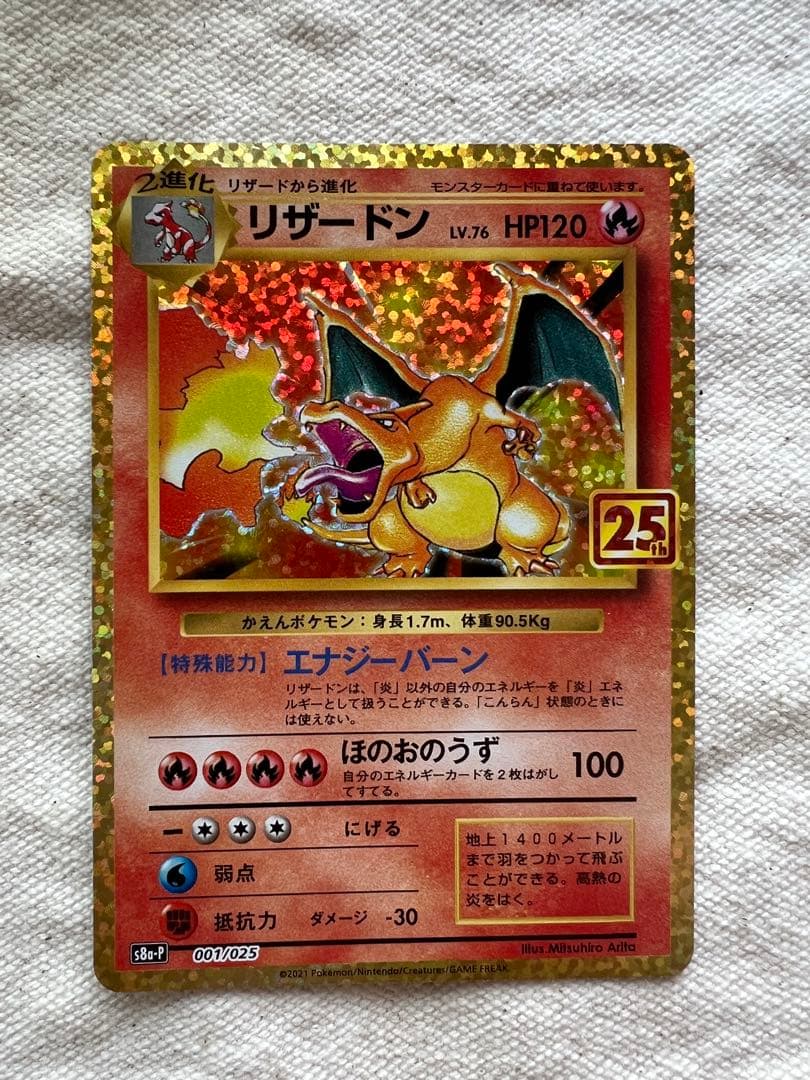 2進化 リザードから進化 モンスターカードに重ねて使います。
リザードン LV.76 HP120
25th
かえんポケモン：身長1.7m、体重90.5Kg
【特殊能力】エナジーバーン
リザードンは、「炎」以外の自分のエネルギーを「炎」エネ
ルギーとして扱うことができる。「こんらん」状態のときに
は使えない。
ほのおのうず 100
自分のエネルギーカードを2枚はがし
てすてる。
にげる
弱点
抵抗力 ダメージ -30
地上1400メートル
まで羽をつかって飛ぶ
ことができる。高熱の
炎をはく。
Illus.Mitsuhiro Arita
s8a-P 001/025
©2021 Pokémon/Nintendo/Creatures/GAME FREAK.